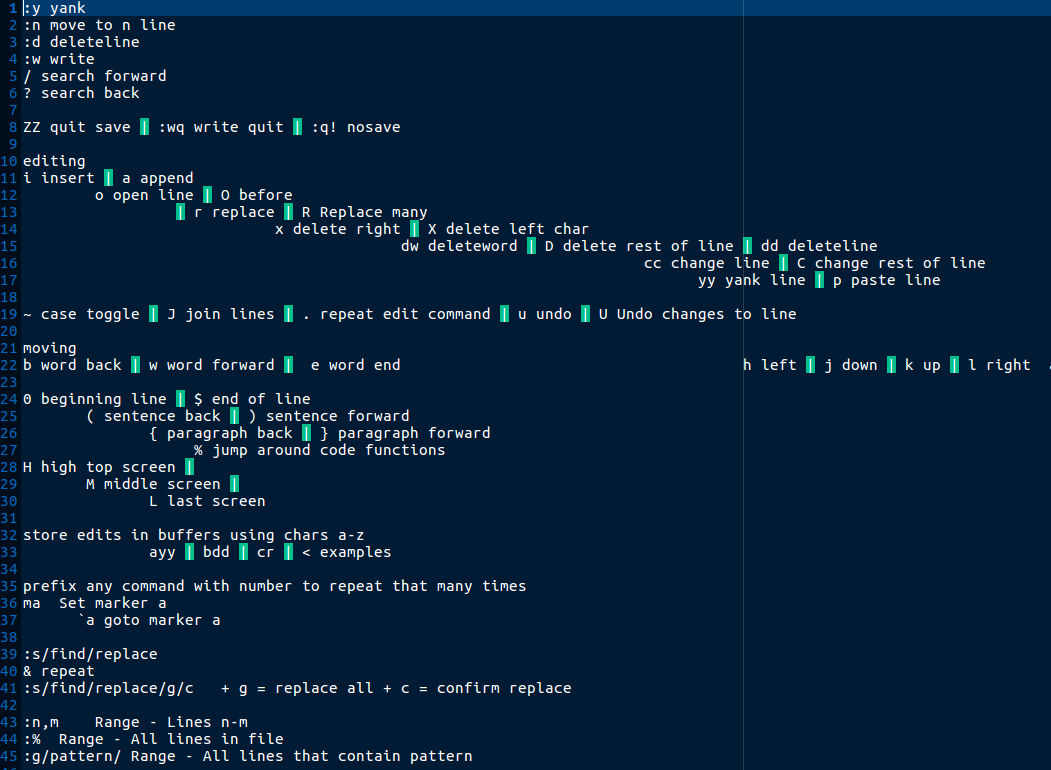 1 :y yank
2 :n move to n line
3 :d deleteline
4 :w write
5 / search forward
6 ? search back
7
8 ZZ quit save | :wq write quit | :q! nosave
9
10 editing
11 i insert | a append
12 o open line | O before
13 | r replace | R Replace many
14 x delete right | X delete left char
15 dw deleteword | D delete rest of line | dd deleteline
16 cc change line | C change rest of line
17 yy yank line | p paste line
18
19 ~ case toggle | J join lines | . repeat edit command | u undo | U Undo changes to line
20
21 moving
22 b word back | w word forward | e word end h left | j down | k up | l right
23
24 0 beginning line | $ end of line
25 ( sentence back | ) sentence forward
26 { paragraph back | } paragraph forward
27 % jump around code functions
28 H high top screen |
29 M middle screen |
30 L last screen
31
32 store edits in buffers using chars a-z
33 ayy | bdd | cr | < examples
34
35 prefix any command with number to repeat that many times
36 ma Set marker a
37 `a goto marker a
38
39 :s/find/replace
40 & repeat
41 :s/find/replace/g/c + g = replace all + c = confirm replace
42
43 :n,m Range - Lines n-m
44 :% Range - All lines in file
45 :g/pattern/ Range - All lines that contain pattern